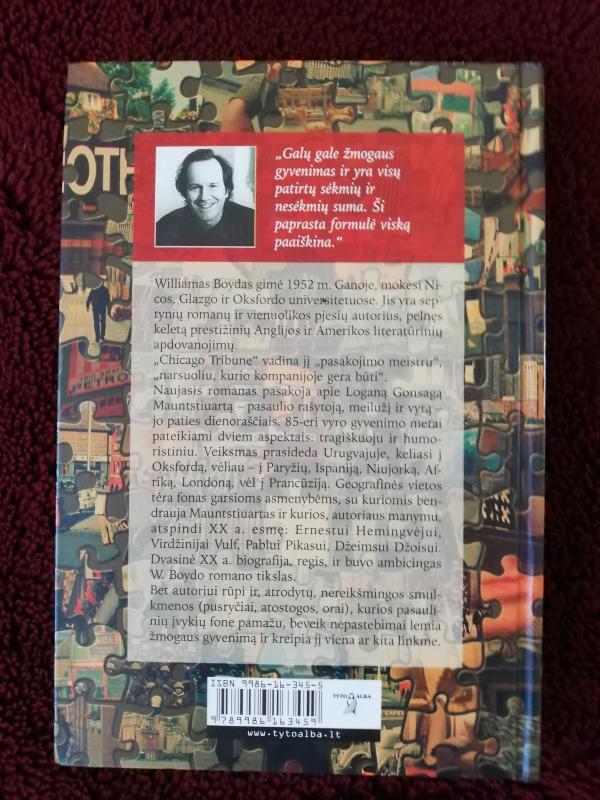 OTH
„Galų gale žmogaus
gyvenimas ir yra visų
patirtų sėkmių ir
nesėkmių suma. Ši
paprasta formulė viską
paaiškina.“
Williamas Boydas gimė 1952 m. Ganoje, mokėsi Ni-
cos, Glazgo ir Oksfordo universitetuose. Jis yra sep-
tynių romanų ir vienuolikos pjesių autorius, pelnęs
keletą prestižinių Anglijos ir Amerikos literatūrinių
apdovanojimų.
„Chicago Tribune“ vadina jį „pasakojimo meistru“,
„narsuoliu, kurio kompanijoje gera būti“.
Naujasis romanas pasakoja apie Loganą Gonsagą
Mauntstiuartą – pasaulio rašytoją, meilužį ir vyrą –
jo paties dienoraščiais. 85-eri vyro gyvenimo metai
pateikiami dviem aspektais: tragiškuoju ir humo-
ristiniu. Veiksmas prasideda Urugvajuje, keliasi į
Oksfordą, vėliau – į Paryžių, Ispaniją, Niujorką, Af-
riką, Londoną, vėl į Prancūziją. Geografinės vietos
tėra fonas garsioms asmenybėms, su kuriomis ben-
drauja Mauntstiuartas ir kurios, autoriaus manymu,
atspindi XX a. esmę: Ernestui Hemingvėjui,
Virdžinijai Vulf, Pablui Pikasui, Džeimsui Džoisui.
Dvasinė XX a. biografija, regis, ir buvo ambicingas
W. Boydo romano tikslas.
Bet autoriui rūpi ir, atrodytų, nereikšmingos smulk-
menos (pusryčiai, atostogos, orai), kurios pasauli-
nių įvykių fone pamažu, beveik nepastebimai lemia
žmogaus gyvenimą ir kreipia jį viena ar kita linkme.
ISBN 9986-16-345-5
TYTO ALBA
9 789986 163459
www.tytoalba.lt